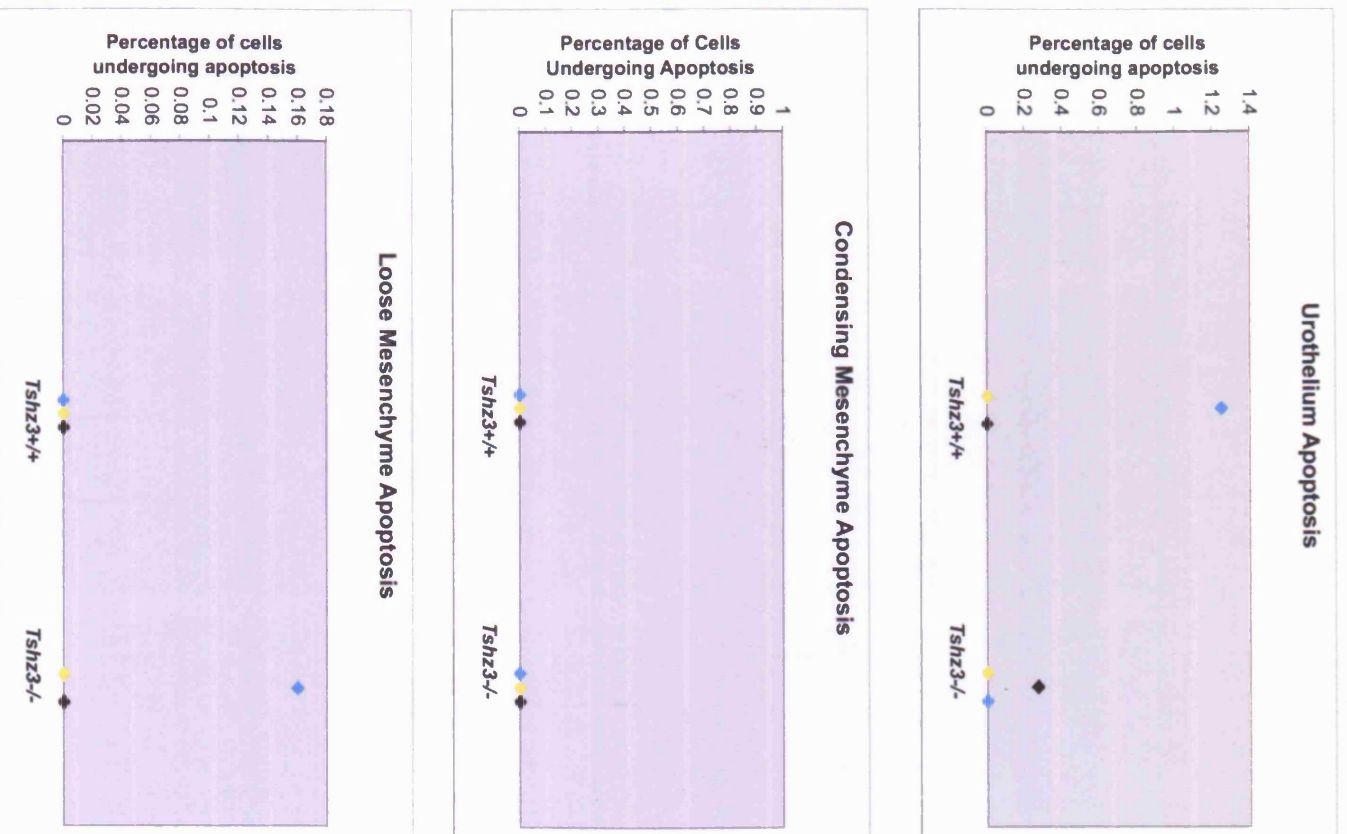 Urothelium Apoptosis
Percentage of cells
undergoing apoptosis
1.4
1.2
1
0.8
0.6
0.4
0.2
0
Tshz3+/+
Tshz3-/-
Condensing Mesenchyme Apoptosis
Percentage of Cells
Undergoing Apoptosis
1
0.9
0.8
0.7
0.6
0.5
0.4
0.3
0.2
0.1
0
Tshz3+/+
Tshz3-/-
Loose Mesenchyme Apoptosis
Percentage of cells
undergoing apoptosis
0.18
0.16
0.14
0.12
0.1
0.08
0.06
0.04
0.02
0
Tshz3+/+
Tshz3-/-